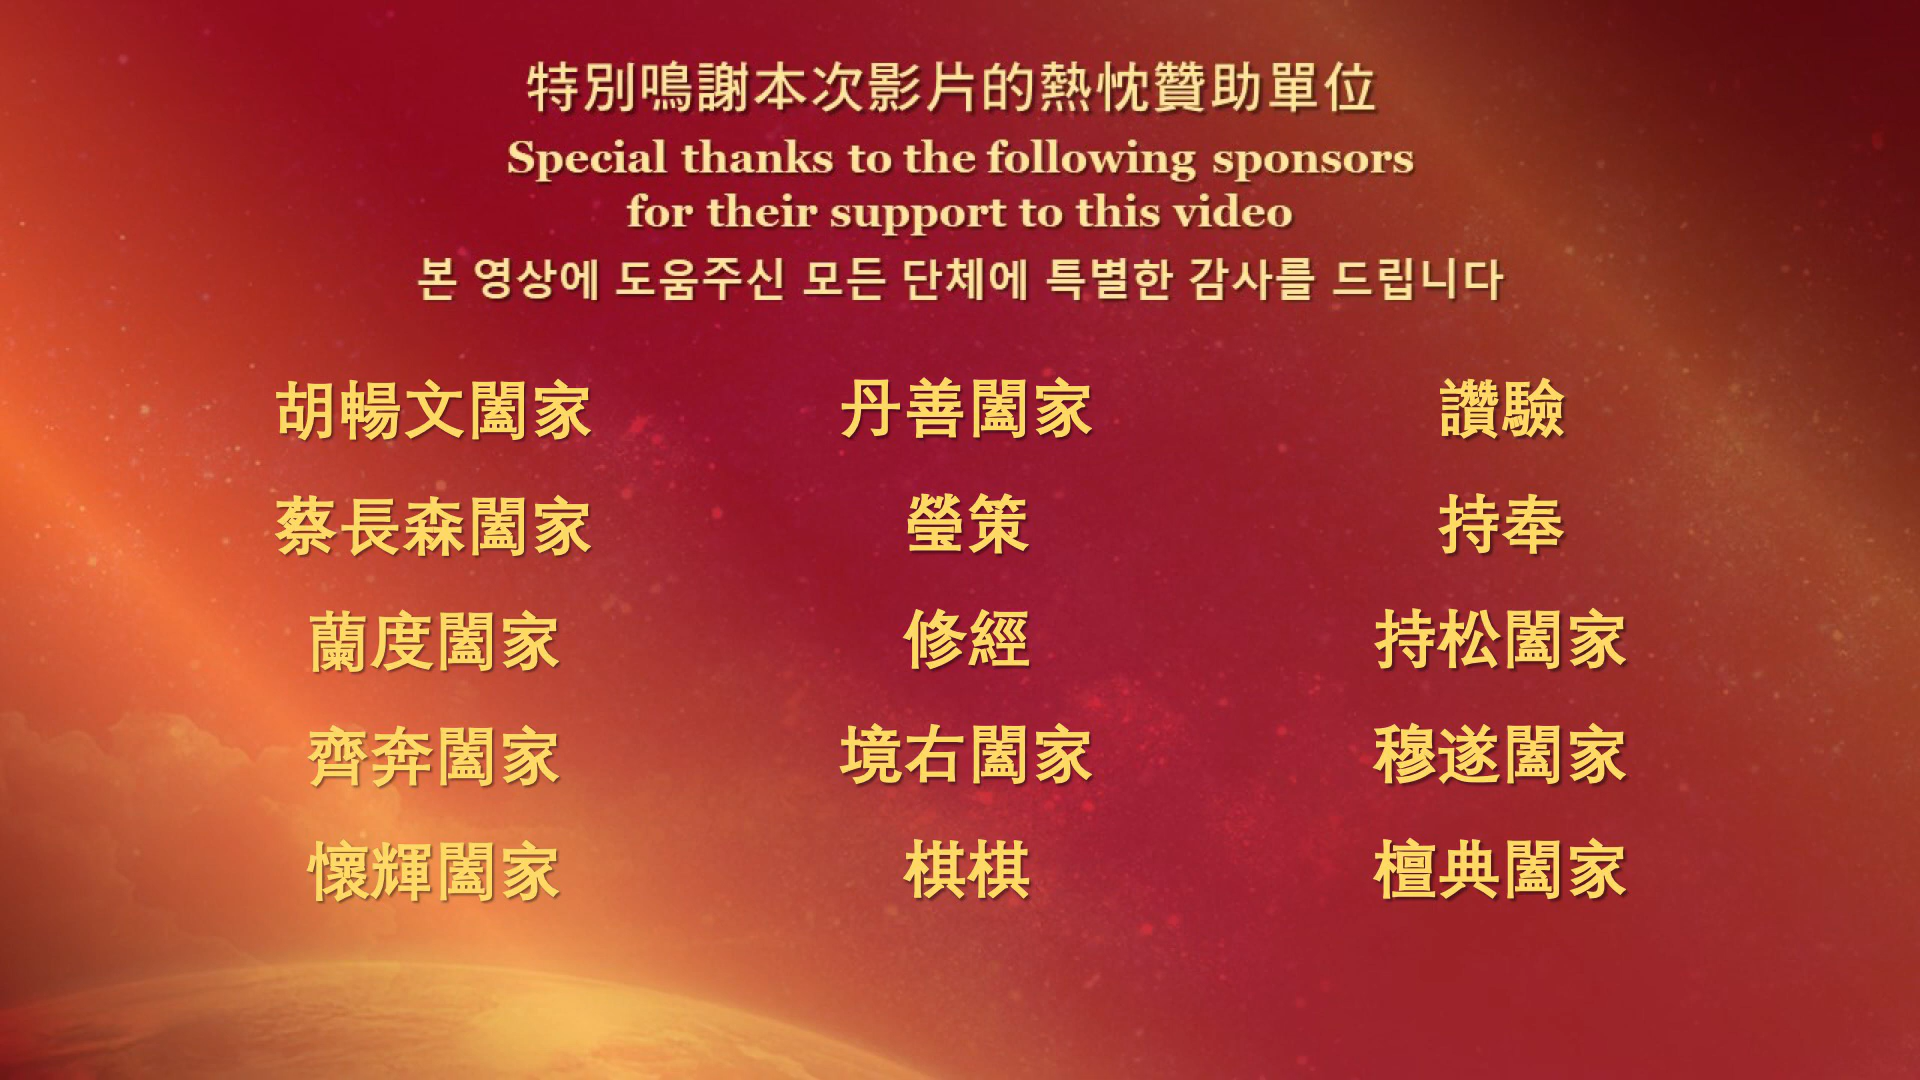 特別鳴謝本次影片的熱忱贊助單位
Special thanks to the following sponsors
for their support to this video
본 영상에 도움주신 모든 단체에 특별한 감사를 드립니다
胡暢文闔家 丹善闔家 讚驗
蔡長森闔家 瑩策 持奉
蘭度闔家 修經 持松闔家
齊奔闔家 境右闔家 穆遂闔家
懷輝闔家 棋棋 檀典闔家